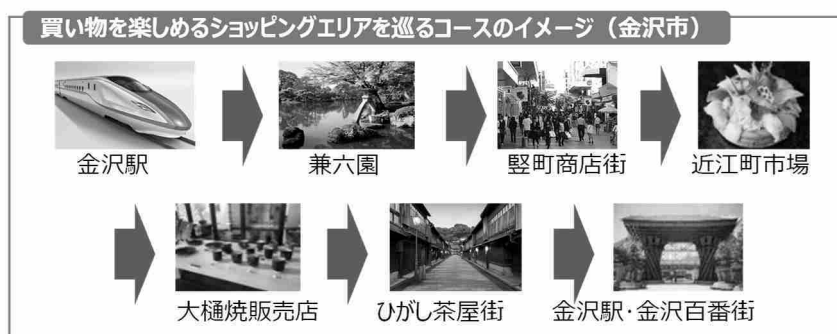 買い物を楽しめるショッピングエリアを巡るコースのイメージ（金沢市）
金沢駅
兼六園
竪町商店街
近江町市場
大樋焼販売店
ひがし茶屋街
金沢駅・金沢百番街